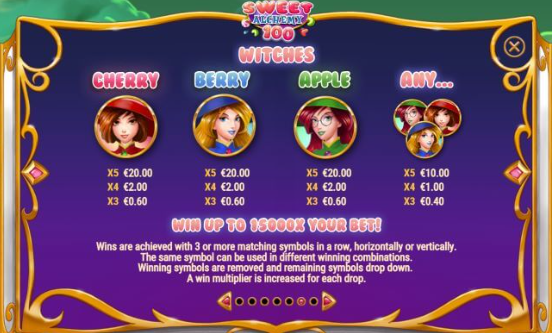 SWEET
ALCHEMY
100
WITCHES
CHERRY BERRY APPLE ANY...
X5 €20.00 X5 €20.00 X5 €20.00 X5 €10.00
X4 €2.00 X4 €2.00 X4 €2.00 X4 €1.00
X3 €0.60 X3 €0.60 X3 €0.60 X3 €0.40
WIN UP TO 15000X YOUR BET!
Wins are achieved with 3 or more matching symbols in a row, horizontally or vertically.
The same symbol can be used in different winning combinations.
Winning symbols are removed and remaining symbols drop down.
A win multiplier is increased for each drop.